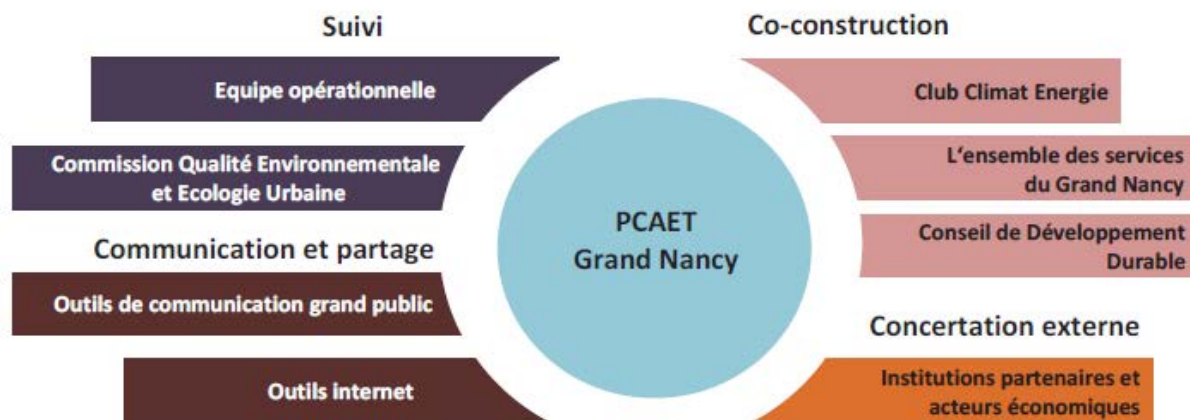 Suivi
Equipe opérationnelle
Commission Qualité Environnementale
et Ecologie Urbaine
Communication et partage
Outils de communication grand public
Outils internet
PCAET
Grand Nancy
Co-construction
Club Climat Energie
L‘ensemble des services
du Grand Nancy
Conseil de Développement
Durable
Concertation externe
Institutions partenaires et
acteurs économiques